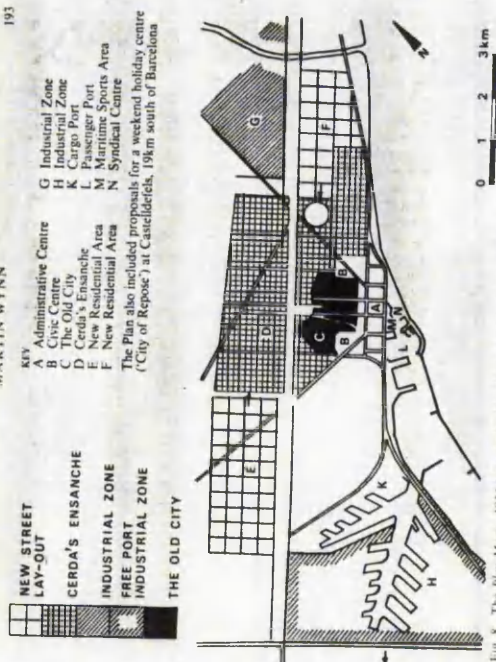 MARTIN WYNN
193
NEW STREET
LAY-OUT
CERDA'S ENSANCHE
INDUSTRIAL ZONE
FREE PORT
INDUSTRIAL ZONE
THE OLD CITY
KEY
A Administrative Centre
B Civic Centre
C The Old City
D Cerda's Ensanche
E New Residential Area
F New Residential Area
G Industrial Zone
H Industrial Zone
K Cargo Port
L Passenger Port
M Maritime Sports Area
N Syndical Centre
The Plan also included proposals for a weekend holiday centre
('City of Repose') at Casteldefels, 19km south of Barcelona
G
D
F
E
C
B
B
A
M
N
L
K
H
N
0 1 2 3km